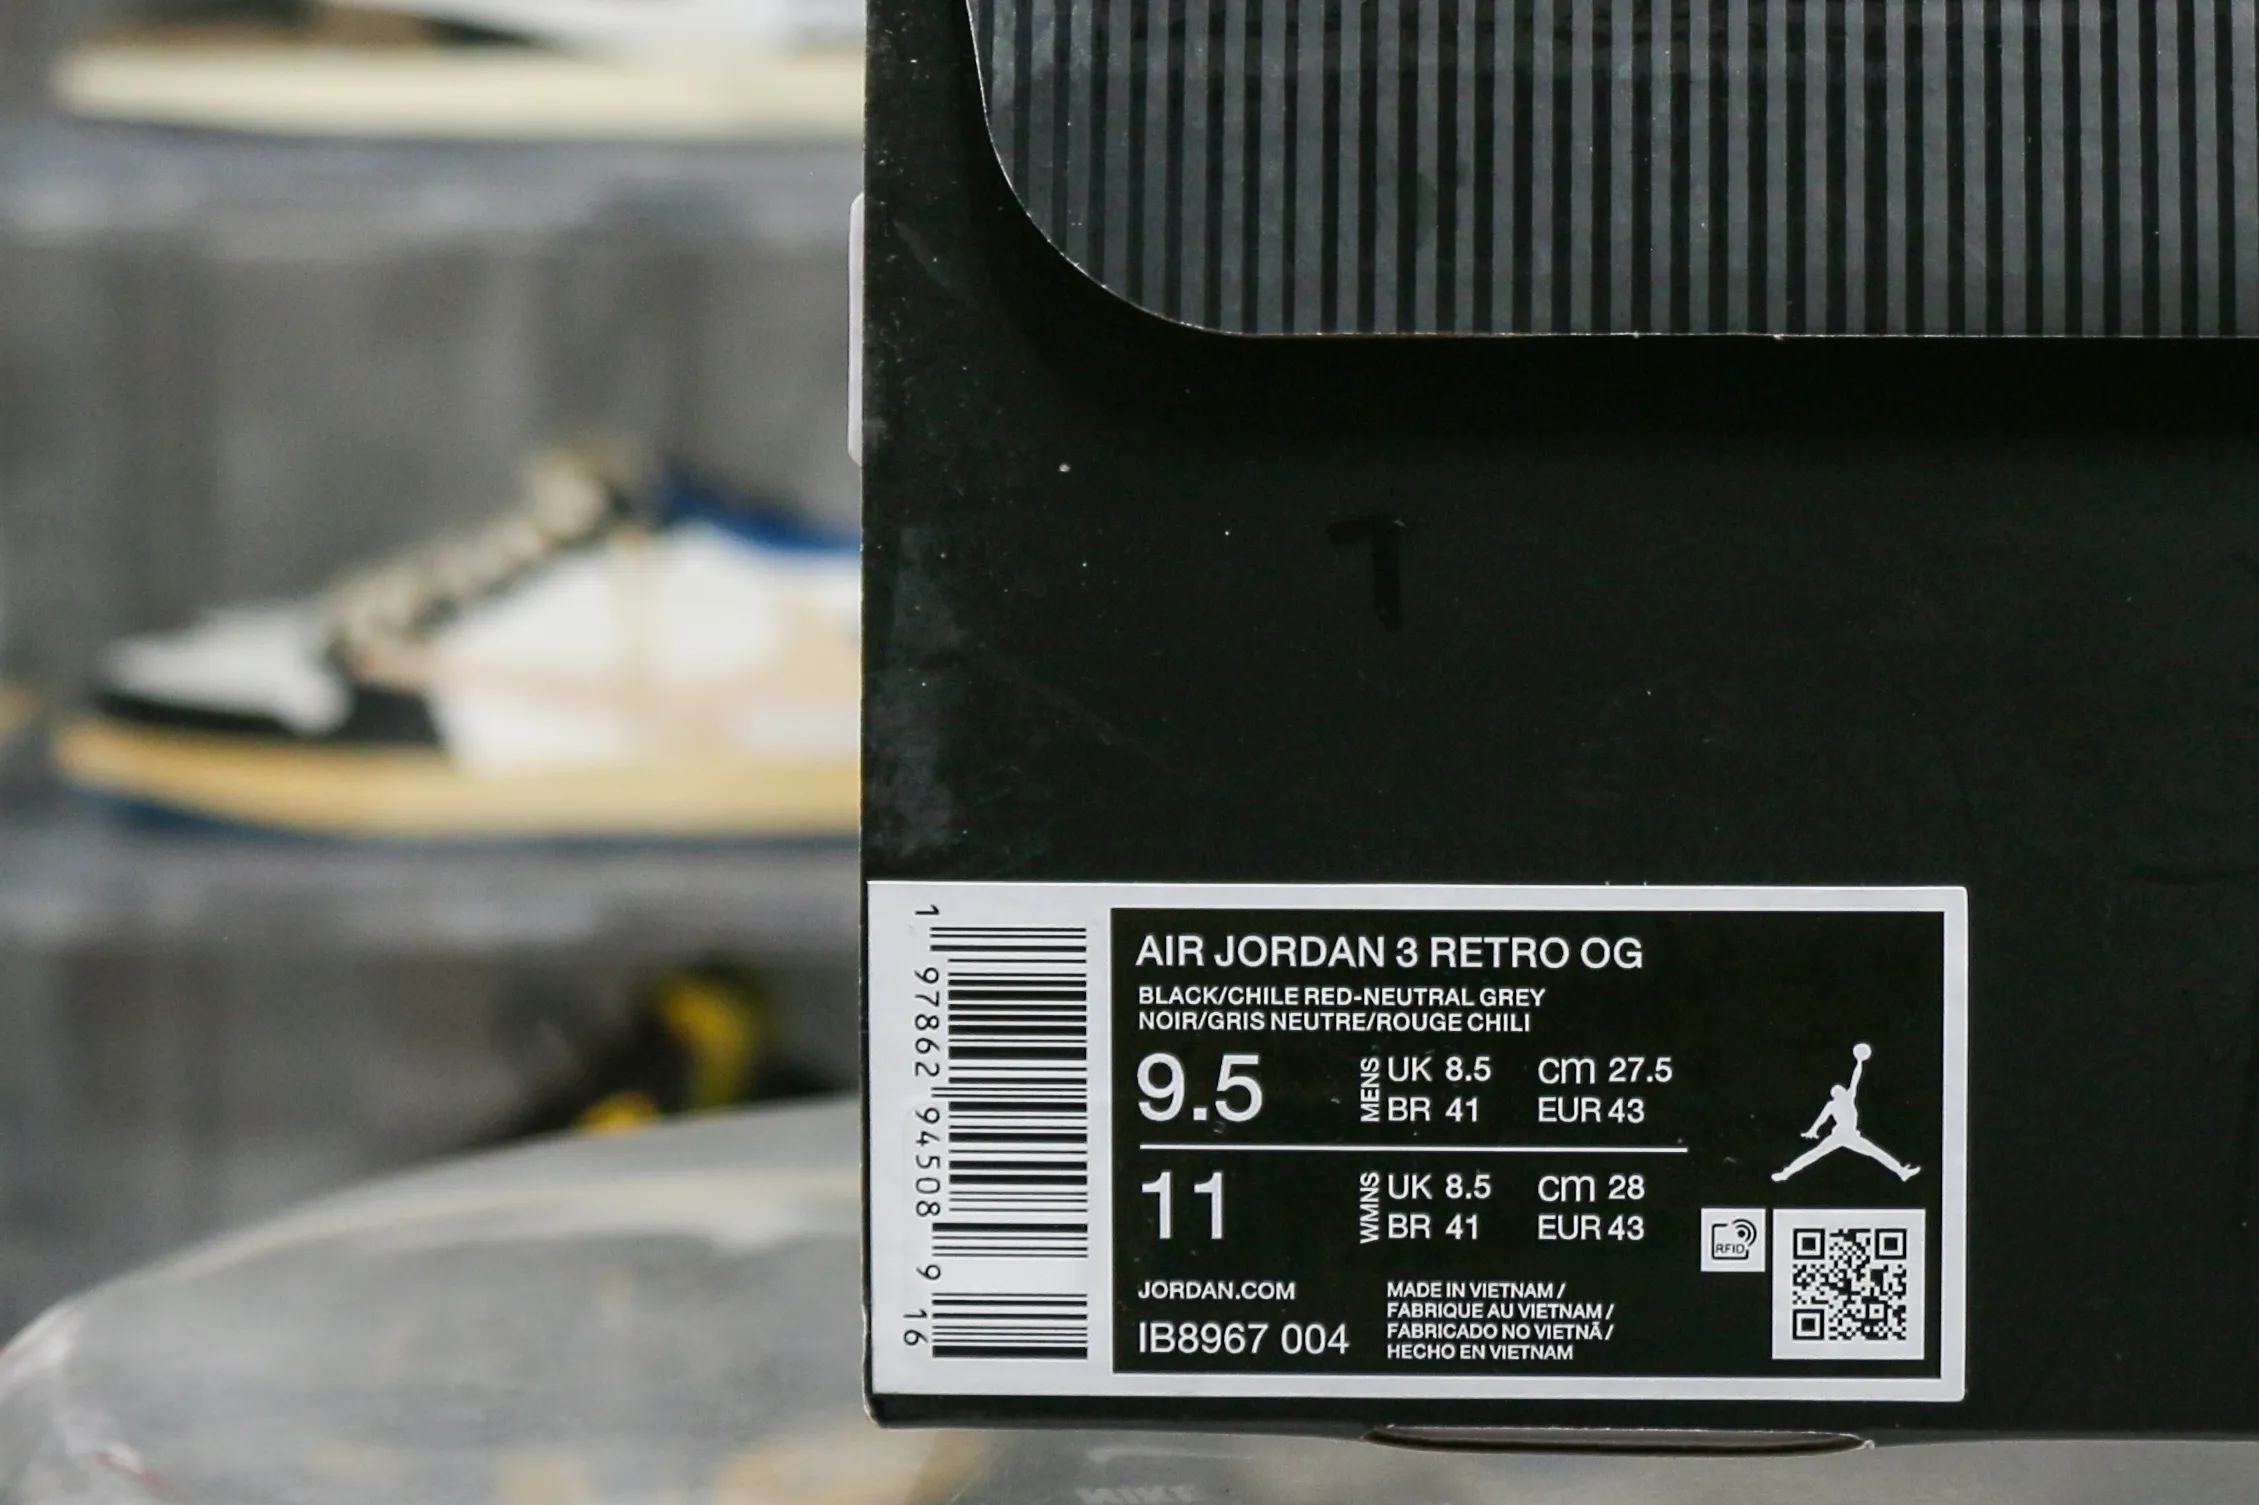 T
1 97862 94508 9 16
AIR JORDAN 3 RETRO OG
BLACK/CHILE RED-NEUTRAL GREY
NOIR/GRIS NEUTRE/ROUGE CHILI
9.5 MENS UK 8.5 cm 27.5
BR 41 EUR 43
11 WMNS UK 8.5 cm 28
BR 41 EUR 43
RFID
JORDAN.COM
IB8967 004
MADE IN VIETNAM /
FABRIQUE AU VIETNAM /
FABRICADO NO VIETNÃ /
HECHO EN VIETNAM
NIKE